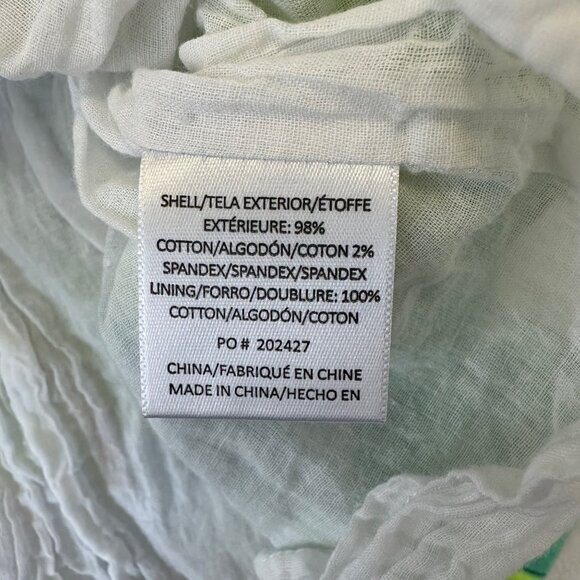 SHELL/TELA EXTERIOR/ÉTOFFE
EXTÉRIEURE: 98%
COTTON/ALGODÓN/COTON 2%
SPANDEX/SPANDEX/SPANDEX
LINING/FORRO/DOUBLURE: 100%
COTTON/ALGODÓN/COTON
PO # 202427
CHINA/FABRIQUÉ EN CHINE
MADE IN CHINA/HECHO EN